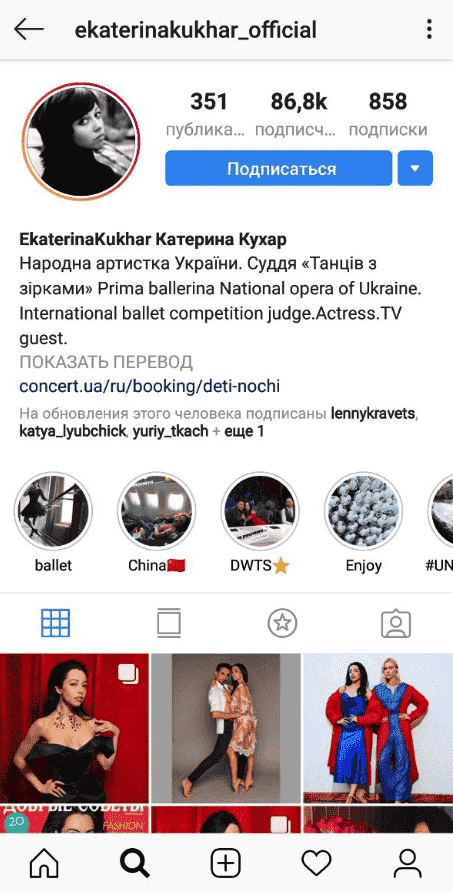 ekaterinakukhar_official
351 86,8k 858
публика... подписч... подписки
Подписаться
EkaterinaKukhar Катерина Кухар
Народна артистка України. Суддя «Танців з
зірками» Prima ballerina National opera of Ukraine.
International ballet competition judge.Actress.TV
guest.
ПОКАЗАТЬ ПЕРЕВОД
concert.ua/ru/booking/deti-nochi
На обновления этого человека подписаны lennykravets,
katya_lyubchick, yuriy_tkach + еще 1
ballet China🇨🇳 DWTS⭐ Enjoy #UN
ДОБРЫЕ СОВЕТЫ
20
FASHION